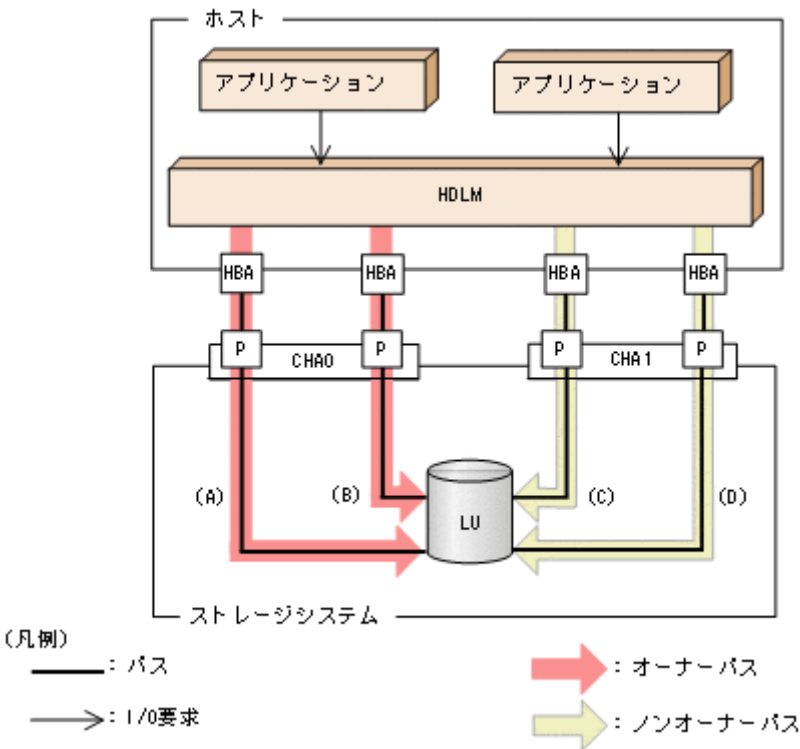 ホスト
アプリケーション
アプリケーション
HDLM
HBA
HBA
HBA
HBA
P
CHA0
P
P
CHA1
P
(A)
(B)
LU
(C)
(D)
ストレージシステム
(凡例)
：パス
：オーナーパス
：I/O要求
：ノンオーナーパス